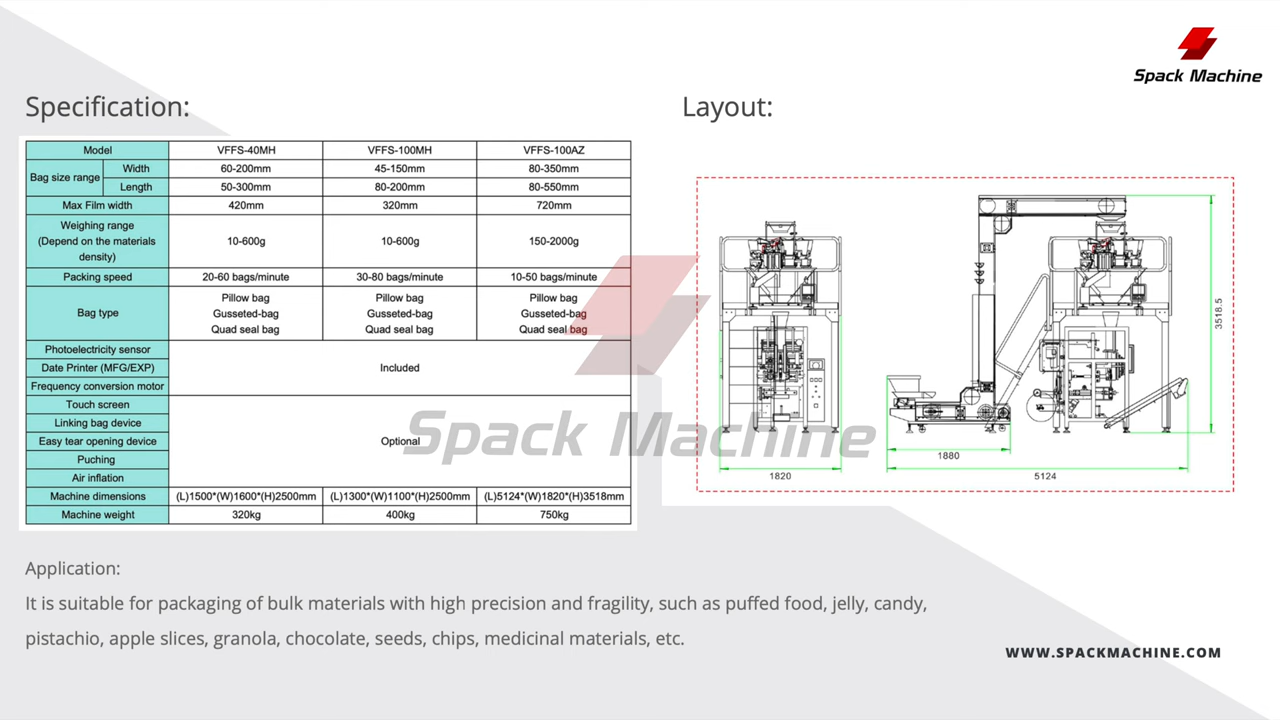 Spack Machine
Specification:
Layout:
Model VFFS-40MH VFFS-100MH VFFS-100AZ
Bag size range Width 60-200mm 45-150mm 80-350mm
Length 50-300mm 80-200mm 80-550mm
Max Film width 420mm 320mm 720mm
Weighing range
(Depend on the materials 10-600g 10-600g 150-2000g
density)
Packing speed 20-60 bags/minute 30-80 bags/minute 10-50 bags/minute
Pillow bag Pillow bag Pillow bag
Bag type Gusseted-bag Gusseted-bag Gusseted-bag
Quad seal bag Quad seal bag Quad seal bag
Photoelectricity sensor
Date Printer (MFG/EXP) Included
Frequency conversion motor
Touch screen
Linking bag device
Easy tear opening device Optional
Puching
Air inflation
Machine dimensions (L)1500*(W)1600*(H)2500mm (L)1300*(W)1100*(H)2500mm (L)5124*(W)1820*(H)3518mm
Machine weight 320kg 400kg 750kg
Spack Machine
3518.5
1880
1820
5124
Application:
It is suitable for packaging of bulk materials with high precision and fragility, such as puffed food, jelly, candy,
pistachio, apple slices, granola, chocolate, seeds, chips, medicinal materials, etc.
WWW.SPACKMACHINE.COM